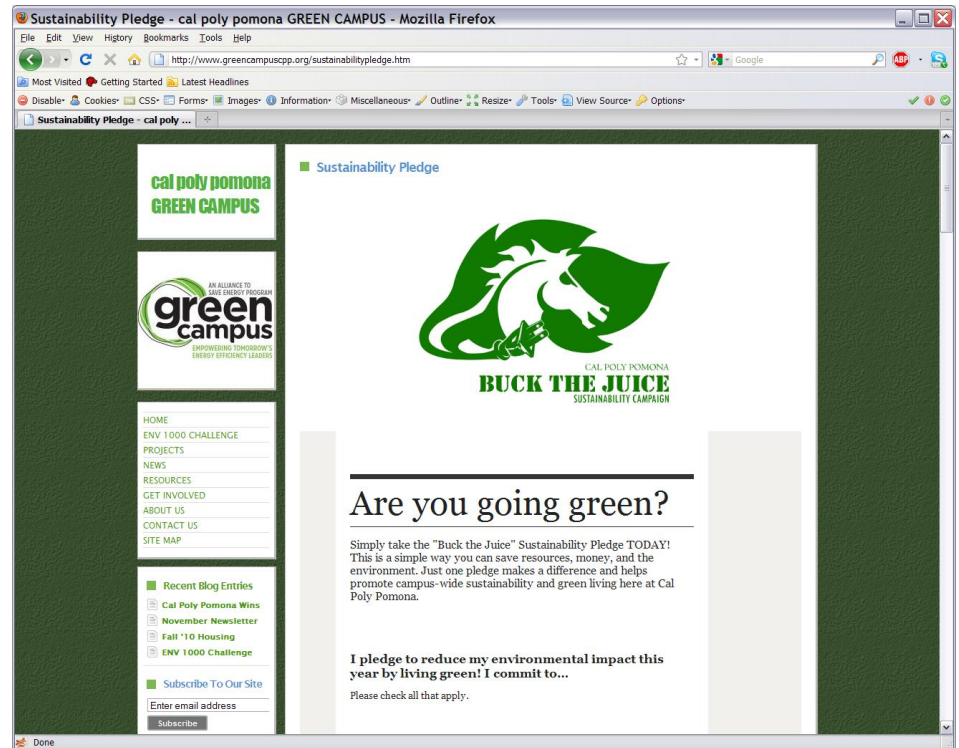 Sustainability Pledge - cal poly pomona GREEN CAMPUS - Mozilla Firefox
File Edit View History Bookmarks Tools Help
http://www.greencampuscpp.org/sustainabilitypledge.htm
Google
ABP
Most Visited Getting Started Latest Headlines
Disable Cookies CSS Forms Images Information Miscellaneous Outline Resize Tools View Source Options
Sustainability Pledge - cal poly ...
cal poly pomona
GREEN CAMPUS
AN ALLIANCE TO
SAVE ENERGY PROGRAM
green
campus
EMPOWERING TOMORROW'S
ENERGY EFFICIENCY LEADERS
HOME
ENV 1000 CHALLENGE
PROJECTS
NEWS
RESOURCES
GET INVOLVED
ABOUT US
CONTACT US
SITE MAP
Recent Blog Entries
Cal Poly Pomona Wins
November Newsletter
Fall '10 Housing
ENV 1000 Challenge
Subscribe To Our Site
Enter email address
Subscribe
Sustainability Pledge
CAL POLY POMONA
BUCK THE JUICE
SUSTAINABILITY CAMPAIGN
Are you going green?
Simply take the "Buck the Juice" Sustainability Pledge TODAY!
This is a simple way you can save resources, money, and the
environment. Just one pledge makes a difference and helps
promote campus-wide sustainability and green living here at Cal
Poly Pomona.
I pledge to reduce my environmental impact this
year by living green! I commit to...
Please check all that apply.
Done